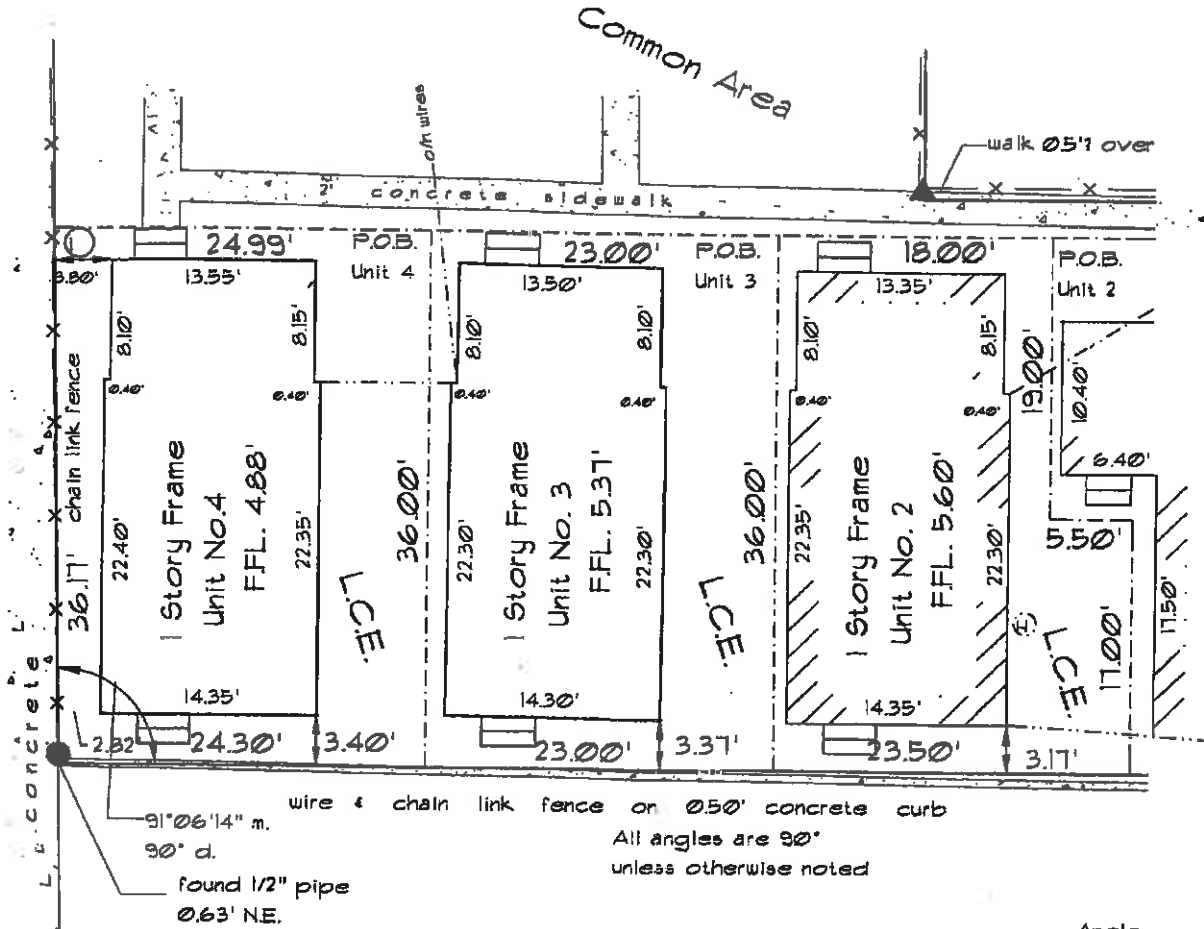 Common Area
o/h wires
walk 0.5'± over
2' concrete sidewalk
24.99'
P.O.B.
Unit 4
23.00'
P.O.B.
Unit 3
18.00'
P.O.B.
Unit 2
3.80'
13.55'
13.50'
13.35'
8.10'
8.15'
8.10'
8.10'
8.10'
8.15'
0.40'
0.40'
0.40'
0.40'
0.40'
0.40'
19.00'
10.40'
6.40'
5.50'
chain link fence
36.17'
22.40'
1 Story Frame
Unit No.4
F.FL. 4.88'
22.35'
L.C.E.
36.00'
22.30'
1 Story Frame
Unit No. 3
F.FL. 5.37'
22.30'
L.C.E.
36.00'
22.35'
1 Story Frame
Unit No. 2
F.FL. 5.60'
22.30'
L.C.E.
17.00'
17.50'
concrete
14.35'
14.30'
14.35'
2.82'
24.30'
3.40'
23.00'
3.37'
23.50'
3.17'
wire & chain link fence on 0.50' concrete curb
91°06'14" m.
90° d.
All angles are 90°
unless otherwise noted
found 1/2" pipe
0.63' N.E.
Angle